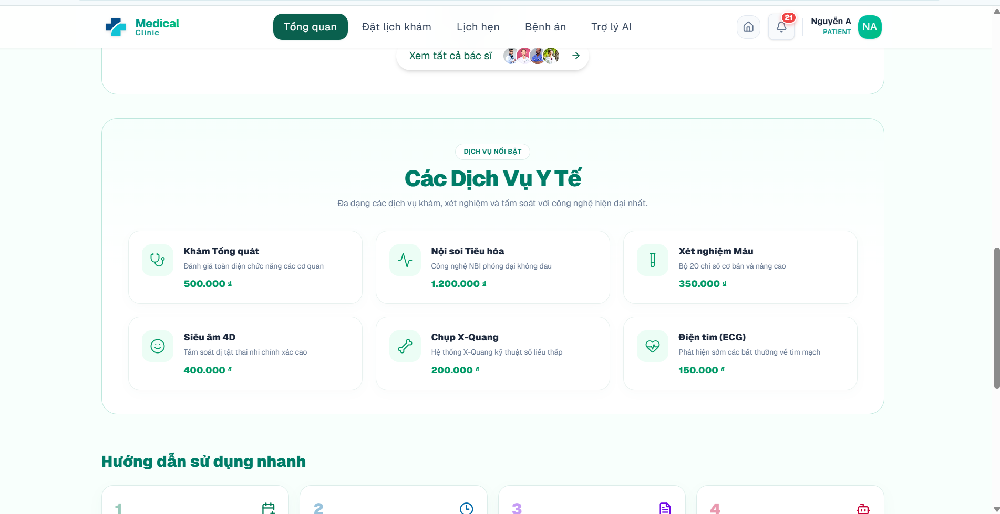 Medical
Clinic
Tổng quan
Đặt lịch khám
Lịch hẹn
Bệnh án
Trợ lý AI
21
Nguyễn A
PATIENT
NA
Xem tất cả bác sĩ
DỊCH VỤ NỔI BẬT
Các Dịch Vụ Y Tế
Đa dạng các dịch vụ khám, xét nghiệm và tầm soát với công nghệ hiện đại nhất.
Khám Tổng quát
Đánh giá toàn diện chức năng các cơ quan
500.000 ₫
Nội soi Tiêu hóa
Công nghệ NBI phóng đại không đau
1.200.000 ₫
Xét nghiệm Máu
Bộ 20 chỉ số cơ bản và nâng cao
350.000 ₫
Siêu âm 4D
Tầm soát dị tật thai nhi chính xác cao
400.000 ₫
Chụp X-Quang
Hệ thống X-Quang kỹ thuật số liều thấp
200.000 ₫
Điện tim (ECG)
Phát hiện sớm các bất thường về tim mạch
150.000 ₫
Hướng dẫn sử dụng nhanh
1
2
3
4